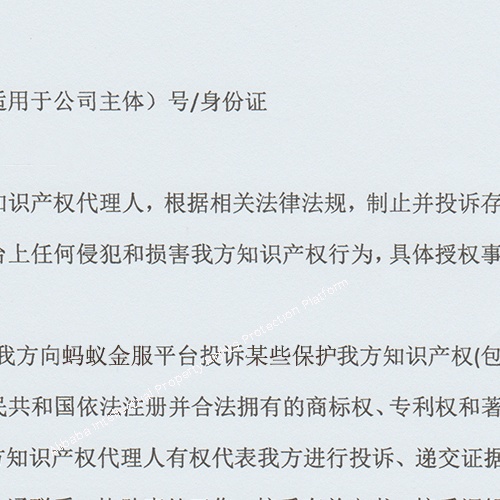 适用于公司主体）号/身份证
知识产权代理人，根据相关法律法规，制止并投诉存
台上任何侵犯和损害我方知识产权行为，具体授权事
我方向蚂蚁金服平台投诉某些保护我方知识产权(包
民共和国依法注册并合法拥有的商标权、专利权和著
方知识产权代理人有权代表我方进行投诉、递交证据
Alibaba Intellectual Property Protection Platform